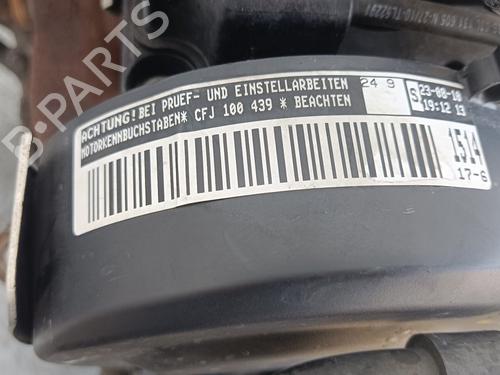 ACHTUNG! BEI PRUEF- UND EINSTELLARBEITEN
MOTORKENNBUCHSTABEN* CFJ 100 439 * BEACHTEN
24 9
S
23-08-10
19:12 13
1514
17-6
B-PARTS